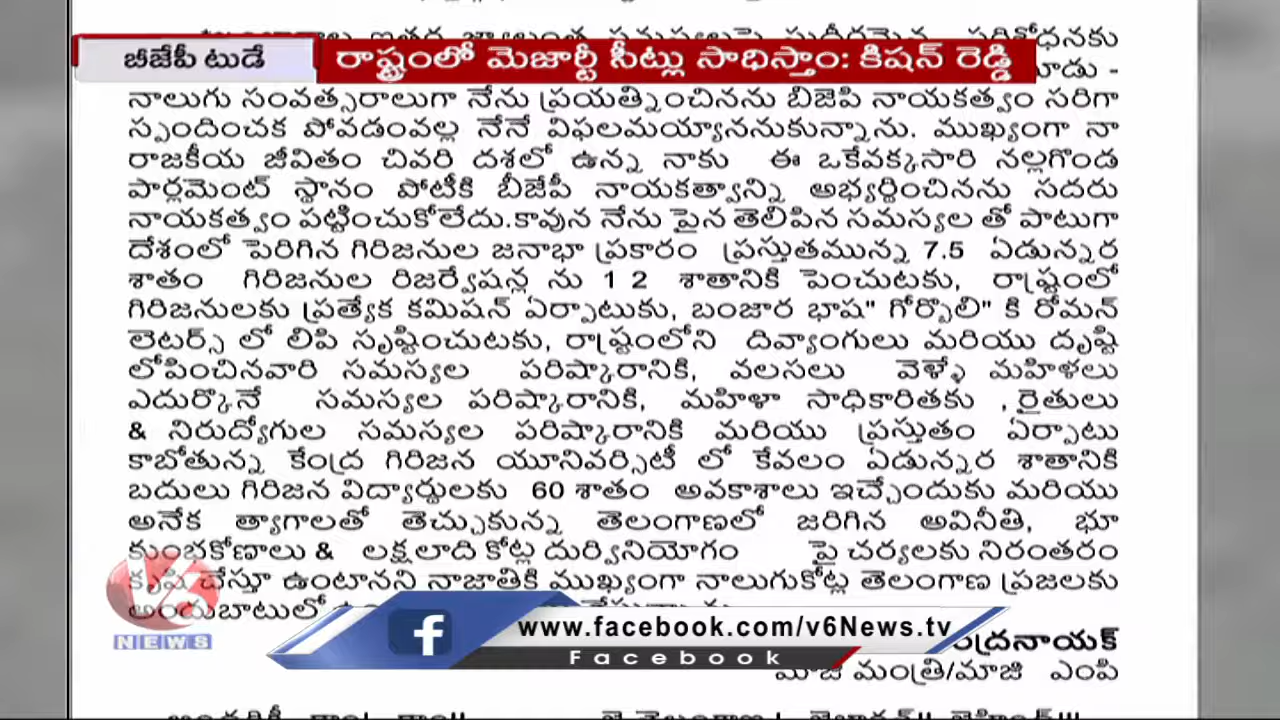 బీజేపీ టుడే
రాష్ట్రంలో మెజార్టీ సీట్లు సాధిస్తాం: కిషన్ రెడ్డి
నాలుగు సంవత్సరాలుగా నేను ప్రయత్నించినను బిజెపి నాయకత్వం సరిగా
స్పందించక పోవడంవల్ల నేనే విఫలమయ్యాననుకున్నాను. ముఖ్యంగా నా
రాజకీయ జీవితం చివరి దశలో ఉన్న నాకు ఈ ఒకేవక్కసారి నల్లగొండ
పార్లమెంట్ స్థానం పోటీకి బీజేపీ నాయకత్వాన్ని అభ్యర్థించినను సదరు
నాయకత్వం పట్టించుకోలేదు.కావున నేను పైన తెలిపిన సమస్యల తో పాటుగా
దేశంలో పెరిగిన గిరిజనుల జనాభా ప్రకారం ప్రస్తుతమున్న 7.5 ఏడున్నర
శాతం గిరిజనుల రిజర్వేషన్ల ను 1 2 శాతానికి పెంచుటకు, రాష్ట్రంలో
గిరిజనులకు ప్రత్యేక కమిషన్ ఏర్పాటుకు, బంజార భాష" గోర్బొలి" కి రోమన్
లెటర్స్ లో లిపి సృష్టించుటకు, రాష్ట్రంలోని దివ్యాంగులు మరియు దృష్టి
లోపించినవారి సమస్యల పరిష్కారానికి, వలసలు వెళ్ళే మహిళలు
ఎదుర్కొనే సమస్యల పరిష్కారానికి, మహిళా సాధికారితకు ,రైతులు
& నిరుద్యోగుల సమస్యల పరిష్కారానికి మరియు ప్రస్తుతం ఏర్పాటు
కాబోతున్న కేంద్ర గిరిజన యూనివర్సిటీ లో కేవలం ఏడున్నర శాతానికి
బదులు గిరిజన విద్యార్థులకు 60 శాతం అవకాశాలు ఇచ్చేందుకు మరియు
అనేక త్యాగాలతో తెచ్చుకున్న తెలంగాణలో జరిగిన అవినీతి, భూ
కుంభకోణాలు & లక్షలాది కోట్ల దుర్వినియోగం పై చర్యలకు నిరంతరం
కృషి చేస్తూ ఉంటానని నాజాతికి ముఖ్యంగా నాలుగుకోట్ల తెలంగాణ ప్రజలకు
అందుబాటులో
మాజీ మంత్రి/మాజీ ఎంపి
V6
NEWS
www.facebook.com/v6News.tv
Facebook